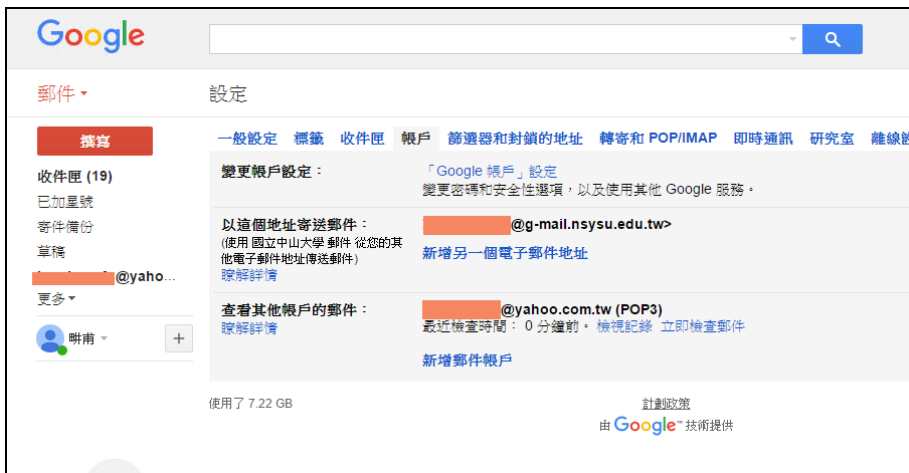 Google
郵件
設定
撰寫
收件匣 (19)
已加星號
寄件備份
草稿
@yaho...
更多
畊甫
+
一般設定 標籤 收件匣 帳戶 篩選器和封鎖的地址 轉寄和 POP/IMAP 即時通訊 研究室 離線
變更帳戶設定：
「Google 帳戶」設定
變更密碼和安全性選項，以及使用其他 Google 服務。
以這個地址寄送郵件：
(使用 國立中山大學 郵件 從您的其
他電子郵件地址傳送郵件)
瞭解詳情
@g-mail.nsysu.edu.tw>
新增另一個電子郵件地址
查看其他帳戶的郵件：
瞭解詳情
@yahoo.com.tw (POP3)
最近檢查時間： 0 分鐘前。 檢視記錄 立即檢查郵件
新增郵件帳戶
使用了 7.22 GB
計劃政策
由 Google™ 技術提供